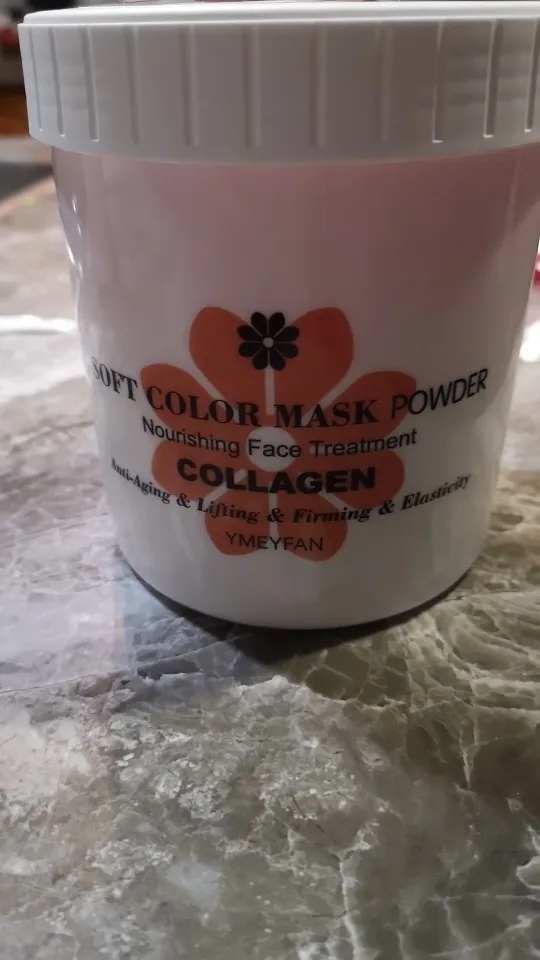 SOFT COLOR MASK POWDER
Nourishing Face Treatment
COLLAGEN
Anti-Aging & Lifting & Firming & Elasticity
YMEYFAN